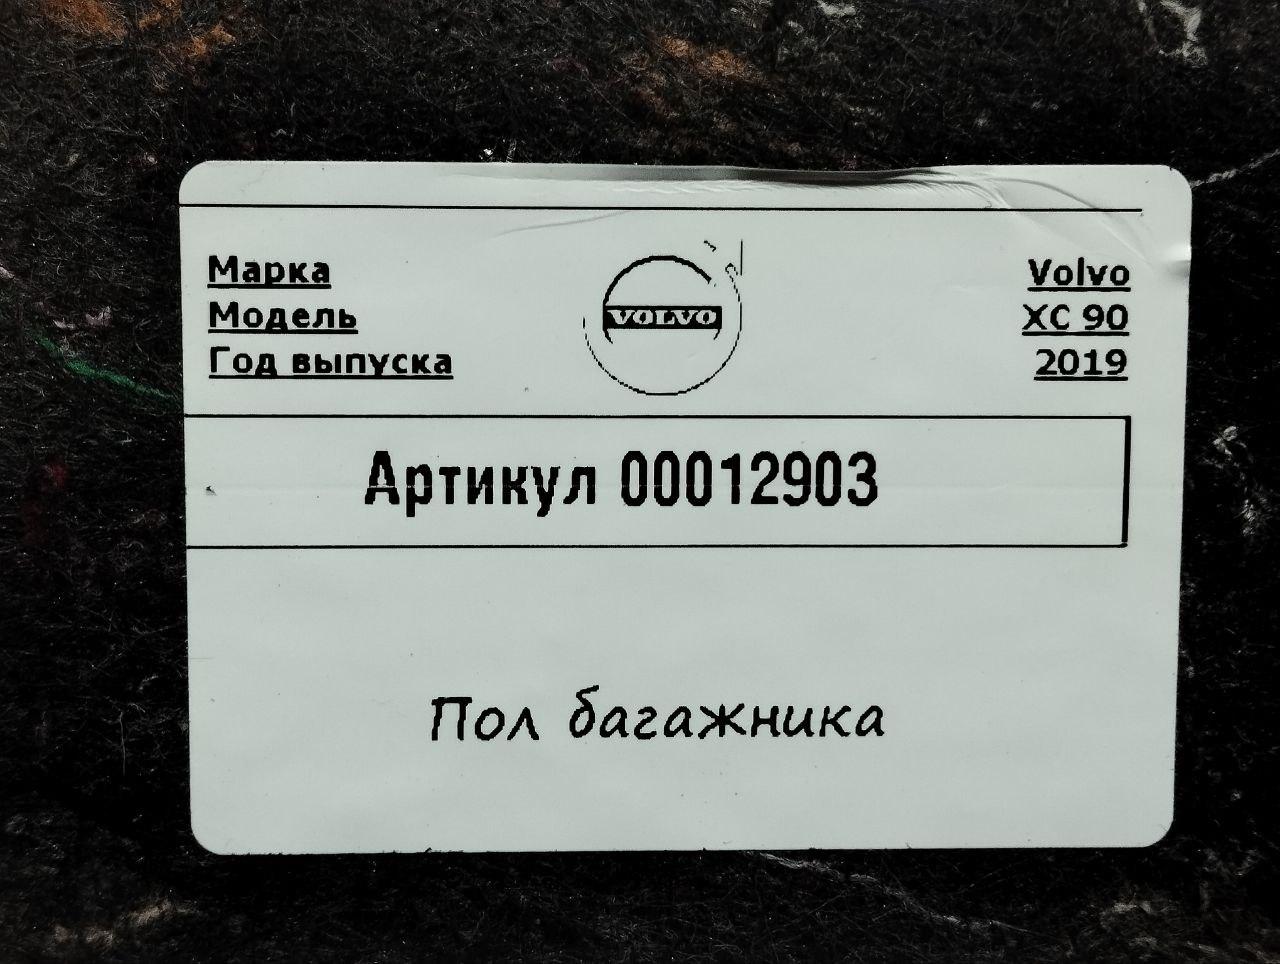 Марка Volvo
Модель XC 90
Год выпуска 2019
VOLVO
Артикул 00012903
Пол багажника